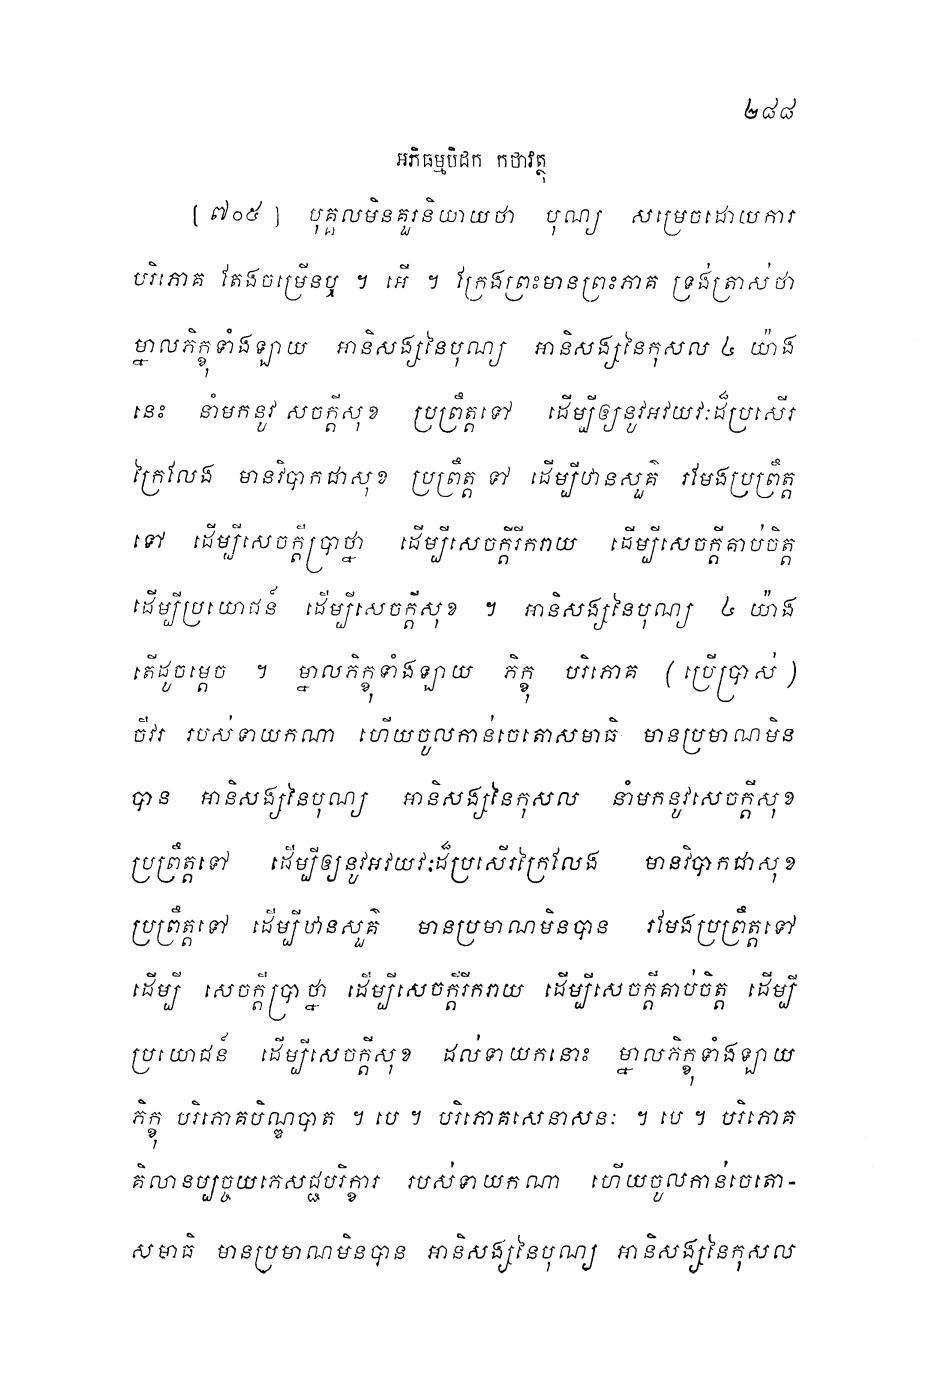 ២៨៨
អភិធម្មបិដក កថាវត្ថុ
[ ៧០៥ ] បុគ្គលមិនគួរនិយាយថា បុណ្យ សម្រេចដោយការ
បរិភោគ តែងចម្រើនឬ ។ អើ ។ ក្រែងព្រះមានព្រះភាគ ទ្រង់ត្រាស់ថា
ម្នាលភិក្ខុទាំងឡាយ អានិសង្សនៃបុណ្យ អានិសង្សនៃកុសល ៤ យ៉ាង
នេះ នាំមកនូវ សេចក្តីសុខ ប្រព្រឹត្តទៅ ដើម្បីឲ្យនូវអវយវៈដ៏ប្រសើរ
ក្រៃលែង មានវិបាកជាសុខ ប្រព្រឹត្ត ទៅ ដើម្បីឋានសួគ៌ រមែងប្រព្រឹត្ត
ទៅ ដើម្បីសេចក្តីប្រាថ្នា ដើម្បីសេចក្តីរីករាយ ដើម្បីសេចក្តីគាប់ចិត្ត
ដើម្បីប្រយោជន៍ ដើម្បីសេចក្តីសុខ ។ អានិសង្សនៃបុណ្យ ៤ យ៉ាង
តើដូចម្តេច ។ ម្នាលភិក្ខុទាំងឡាយ ភិក្ខុ បរិភោគ (ប្រើប្រាស់)
ចីវរ របស់ទាយកណា ហើយចូលកាន់ចេតោសមាធិ មានប្រមាណមិន
បាន អានិសង្សនៃបុណ្យ អានិសង្សនៃកុសល នាំមកនូវសេចក្តីសុខ
ប្រព្រឹត្តទៅ ដើម្បីឲ្យនូវអវយវៈដ៏ប្រសើរក្រៃលែង មានវិបាកជាសុខ
ប្រព្រឹត្តទៅ ដើម្បីឋានសួគ៌ មានប្រមាណមិនបាន រមែងប្រព្រឹត្តទៅ
ដើម្បី សេចក្តីប្រាថ្នា ដើម្បីសេចក្តីរីករាយ ដើម្បីសេចក្តីគាប់ចិត្ត ដើម្បី
ប្រយោជន៍ ដើម្បីសេចក្តីសុខ ដល់ទាយកនោះ ម្នាលភិក្ខុទាំងឡាយ
ភិក្ខុ បរិភោគបិណ្ឌបាត ។ បេ ។ បរិភោគសេនាសនៈ ។ បេ ។ បរិភោគ
គិលានប្បច្ចយភេសជ្ជបរិក្ខារ របស់ទាយកណា ហើយចូលកាន់ចេតោ-
សមាធិ មានប្រមាណមិនបាន អានិសង្សនៃបុណ្យ អានិសង្សនៃកុសល